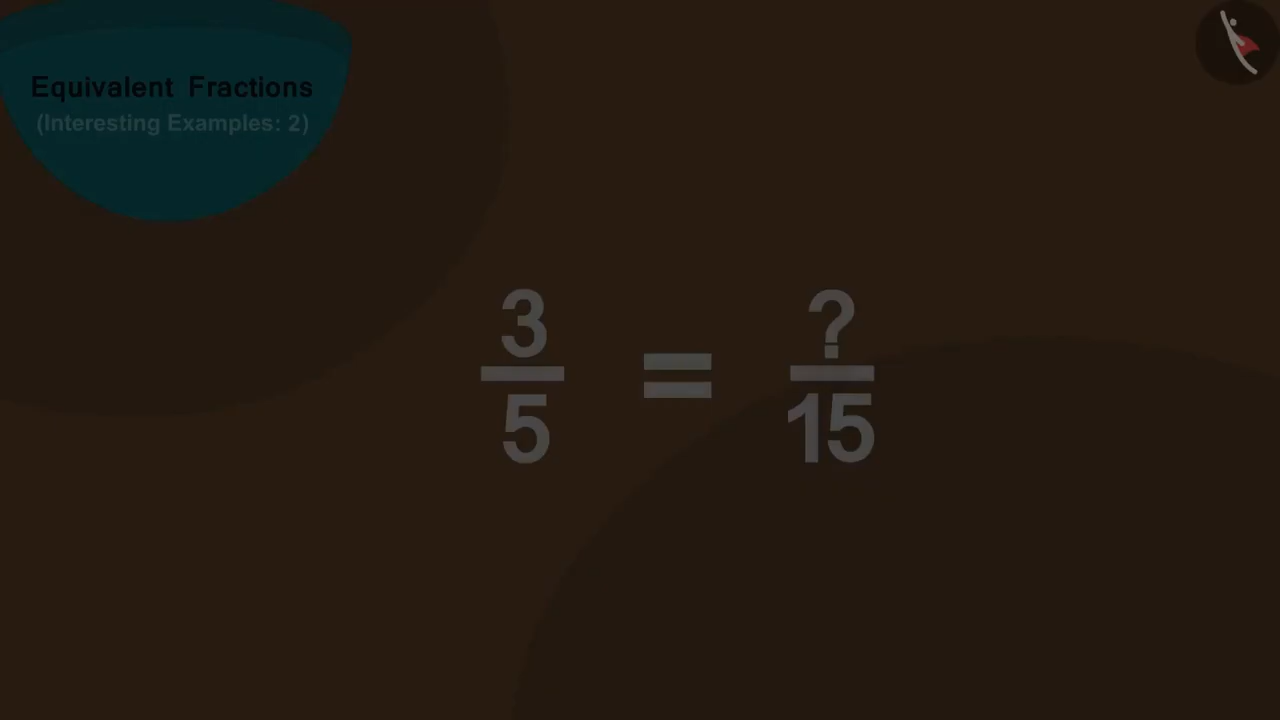 Equivalent Fractions
(Interesting Examples: 2)
3/5 = ?/15